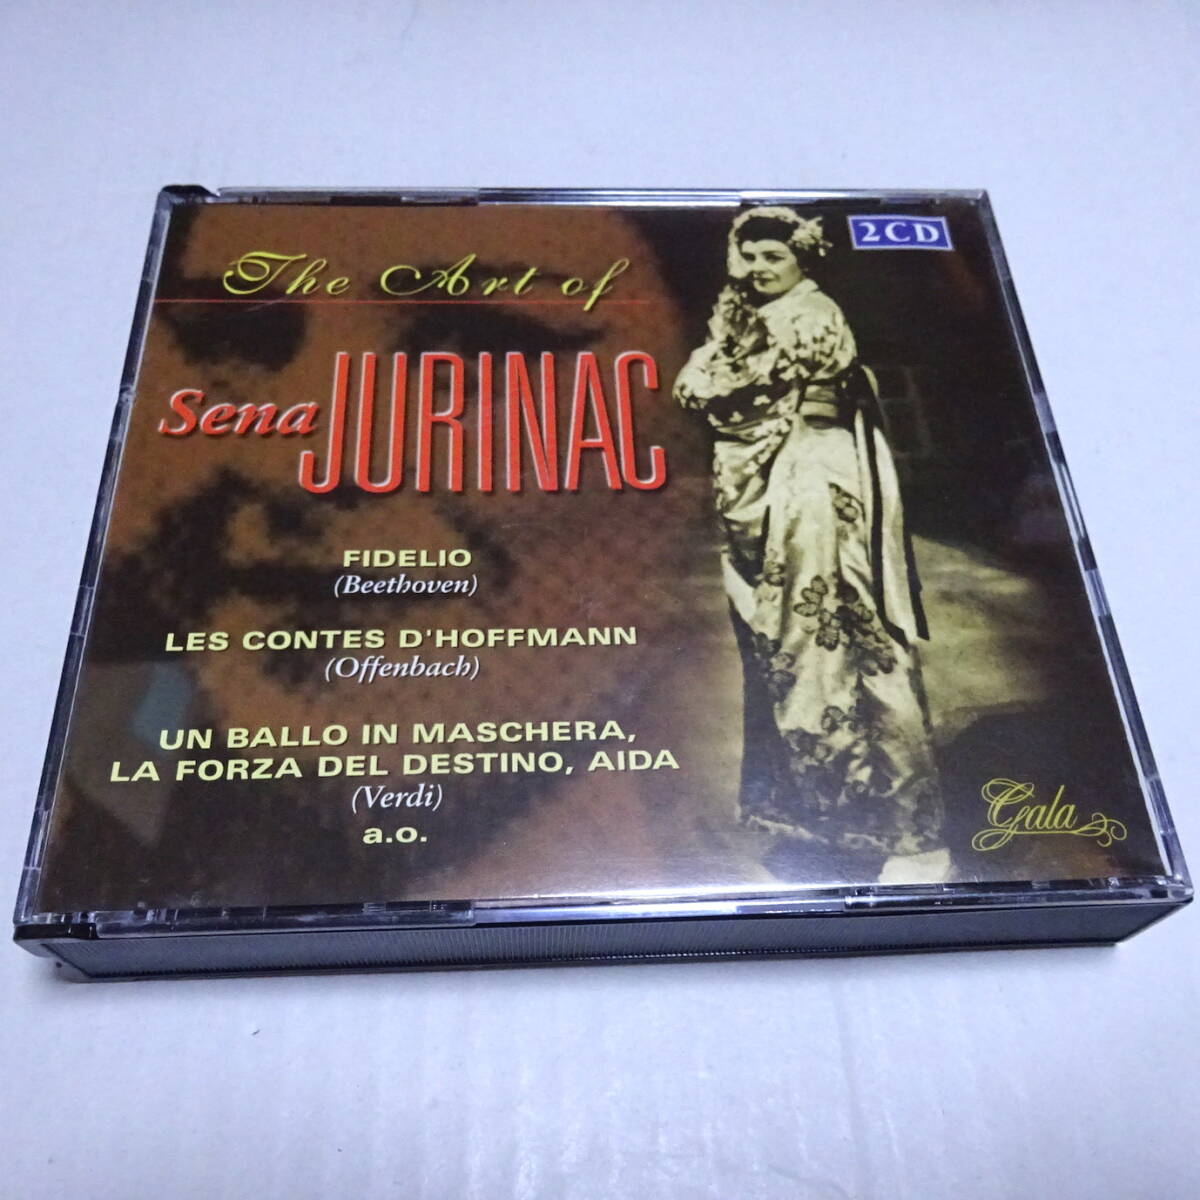 The Art of
2CD
Sena JURINAC
FIDELIO
(Beethoven)
LES CONTES D'HOFFMANN
(Offenbach)
UN BALLO IN MASCHERA,
LA FORZA DEL DESTINO, AIDA
(Verdi)
a.o.
Gala